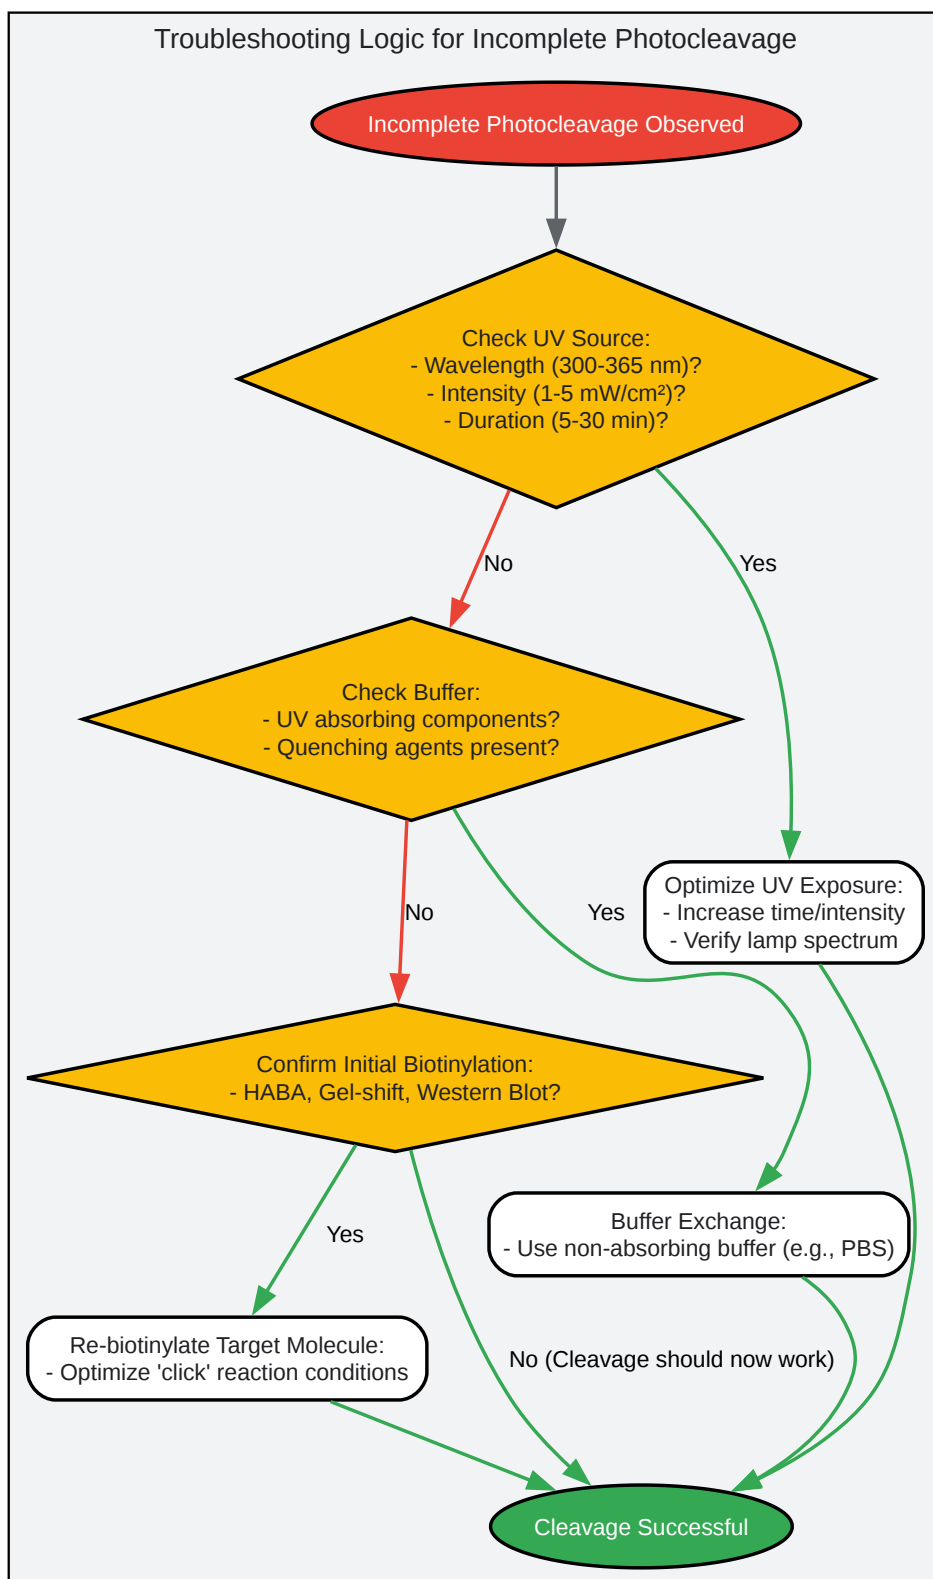 Troubleshooting Logic for Incomplete Photocleavage
Incomplete Photocleavage Observed
Check UV Source:
- Wavelength (300-365 nm)?
- Intensity (1-5 mW/cm²)?
- Duration (5-30 min)?
No
Yes
Check Buffer:
- UV absorbing components?
- Quenching agents present?
Optimize UV Exposure:
- Increase time/intensity
- Verify lamp spectrum
No
Yes
Confirm Initial Biotinylation:
- HABA, Gel-shift, Western Blot?
Yes
Buffer Exchange:
- Use non-absorbing buffer (e.g., PBS)
Re-biotinylate Target Molecule:
- Optimize 'click' reaction conditions
No (Cleavage should now work)
Cleavage Successful